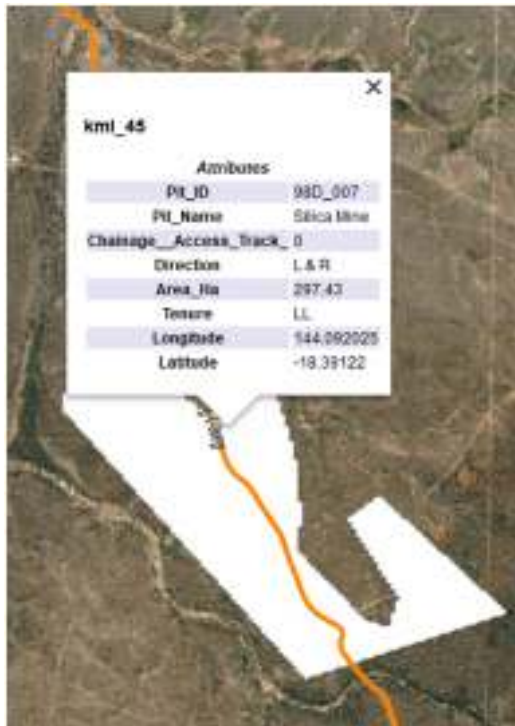 kml_45
Attributes
Pit_ID 98D_007
Pit_Name Silica Mine
Chainage__Access_Track_ 0
Direction L & R
Area_Ha 297.43
Tenure LL
Longitude 144.092025
Latitude -18.39122